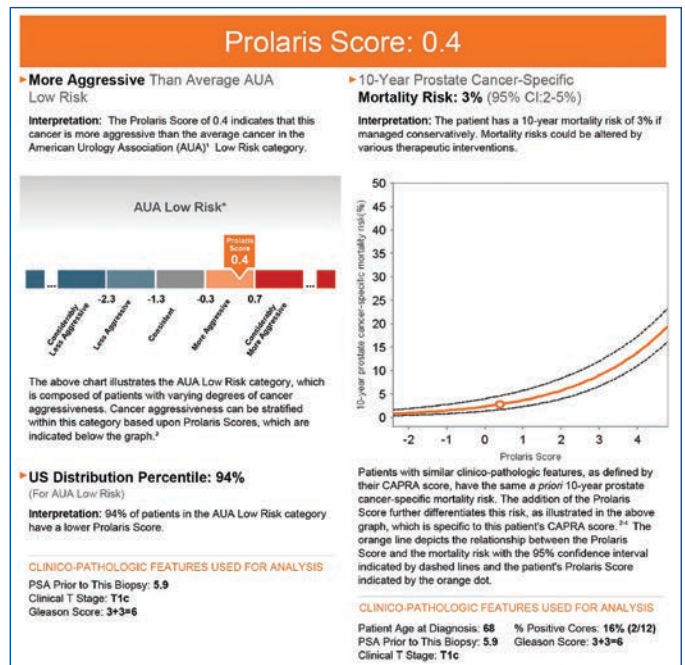 Prolaris Score: 0.4
More Aggressive Than Average AUA
Low Risk
Interpretation: The Prolaris Score of 0.4 indicates that this
cancer is more aggressive than the average cancer in the
American Urology Association (AUA)¹ Low Risk category.
AUA Low Risk*
Prolaris
Score
0.4
... -2.3 -1.3 -0.3 0.7 ...
Considerably
Less Aggressive
Less Aggressive
Consistent
More Aggressive
Considerably
More Aggressive
The above chart illustrates the AUA Low Risk category, which
is composed of patients with varying degrees of cancer
aggressiveness. Cancer aggressiveness can be stratified
within this category based upon Prolaris Scores, which are
indicated below the graph.²
US Distribution Percentile: 94%
(For AUA Low Risk)
Interpretation: 94% of patients in the AUA Low Risk category
have a lower Prolaris Score.
CLINICO-PATHOLOGIC FEATURES USED FOR ANALYSIS
PSA Prior to This Biopsy: 5.9
Clinical T Stage: T1c
Gleason Score: 3+3=6
10-Year Prostate Cancer-Specific
Mortality Risk: 3% (95% CI:2-5%)
Interpretation: The patient has a 10-year mortality risk of 3% if
managed conservatively. Mortality risks could be altered by
various therapeutic interventions.
10-year prostate cancer-specific mortality risk(%)
50
45
40
35
30
25
20
15
10
5
0
-2 -1 0 1 2 3 4
Prolaris Score
Patients with similar clinico-pathologic features, as defined by
their CAPRA score, have the same a priori 10-year prostate
cancer-specific mortality risk. The addition of the Prolaris
Score further differentiates this risk, as illustrated in the above
graph, which is specific to this patient's CAPRA score. ²⁻⁴ The
orange line depicts the relationship between the Prolaris
Score and the mortality risk with the 95% confidence interval
indicated by dashed lines and the patient's Prolaris Score
indicated by the orange dot.
CLINICO-PATHOLOGIC FEATURES USED FOR ANALYSIS
Patient Age at Diagnosis: 68 % Positive Cores: 16% (2/12)
PSA Prior to This Biopsy: 5.9 Gleason Score: 3+3=6
Clinical T Stage: T1c